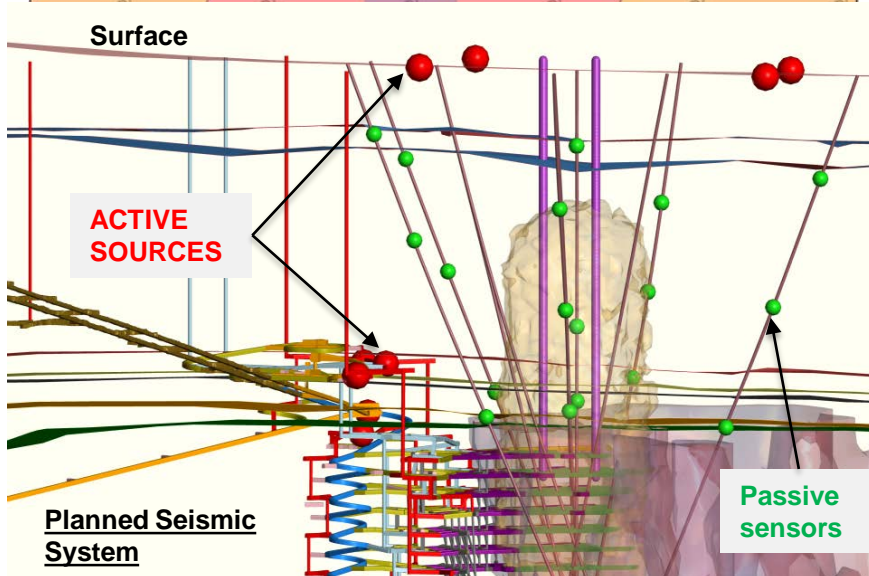 Surface
ACTIVE
SOURCES
Passive
sensors
Planned Seismic
System